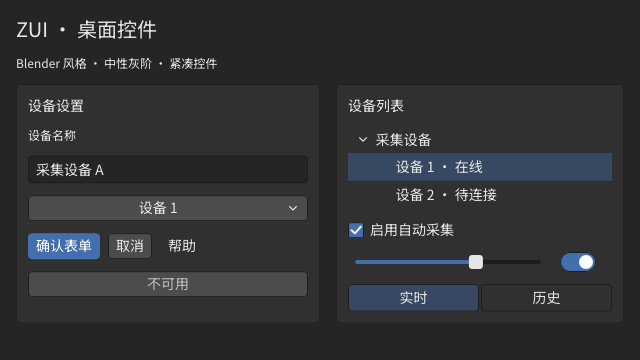 ZUI · 桌面控件
Blender 风格 · 中性灰阶 · 紧凑控件
设备设置
设备名称
采集设备 A
设备 1
确认表单 取消 帮助
不可用
设备列表
采集设备
设备 1 · 在线
设备 2 · 待连接
启用自动采集
实时 历史